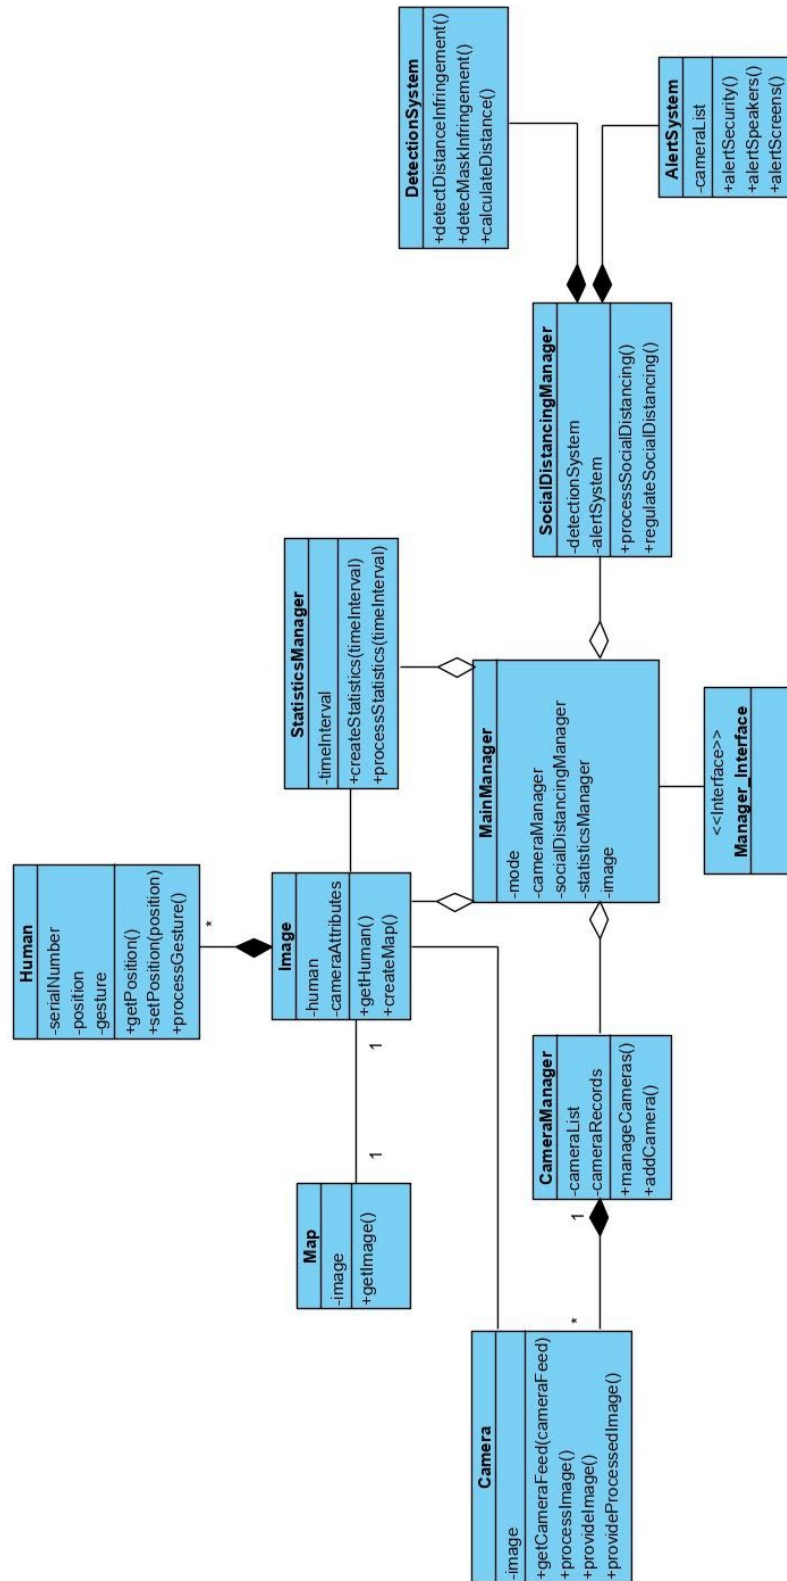 Human
-serialNumber
-position
-gesture
+getPosition()
+setPosition(position)
+processGesture()
*
Map
-image
+getImage()
1
1
Image
-human
-cameraAttributes
+getHuman()
+createMap()
StatisticsManager
-timeInterval
+createStatistics(timeInterval)
+processStatistics(timeInterval)
DetectionSystem
+detectDistanceInfringement()
+detecMaskInfringement()
+calculateDistance()
Camera
-image
+getCameraFeed(cameraFeed)
+processImage()
+provideImage()
+provideProcessedImage()
*
1
CameraManager
-cameraList
-cameraRecords
+manageCameras()
+addCamera()
MainManager
-mode
-cameraManager
-socialDistancingManager
-statisticsManager
-image
SocialDistancingManager
-detectionSystem
-alertSystem
+processSocialDistancing()
+regulateSocialDistancing()
AlertSystem
-cameraList
+alertSecurity()
+alertSpeakers()
+alertScreens()
<<Interface>>
Manager_Interface